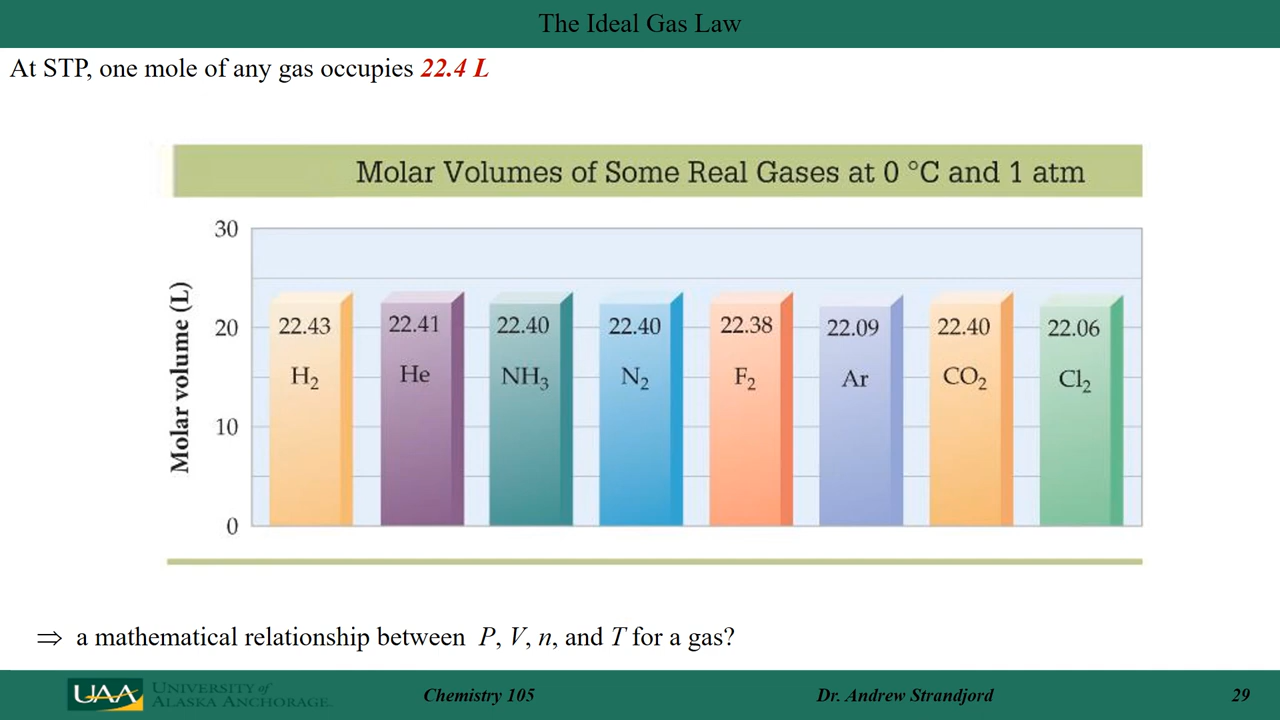 The Ideal Gas Law
At STP, one mole of any gas occupies 22.4 L
Molar Volumes of Some Real Gases at 0 °C and 1 atm
Molar volume (L)
30
20
10
0
22.43 22.41 22.40 22.40 22.38 22.09 22.40 22.06
H₂ He NH₃ N₂ F₂ Ar CO₂ Cl₂
⇒ a mathematical relationship between P, V, n, and T for a gas?
UAA UNIVERSITY of
ALASKA ANCHORAGE.
Chemistry 105 Dr. Andrew Strandjord 29